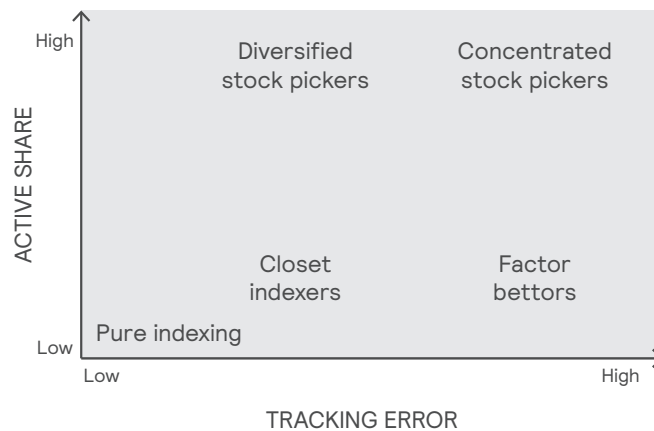 High
Diversified
stock pickers
Concentrated
stock pickers
ACTIVE SHARE
Closet
indexers
Factor
bettors
Pure indexing
Low
Low
High
TRACKING ERROR